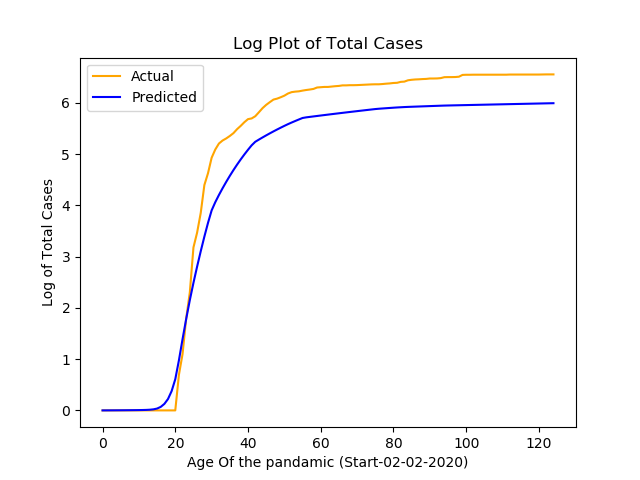 Log Plot of Total Cases
Actual
Predicted
Log of Total Cases
6
5
4
3
2
1
0
0 20 40 60 80 100 120
Age Of the pandamic (Start-02-02-2020)